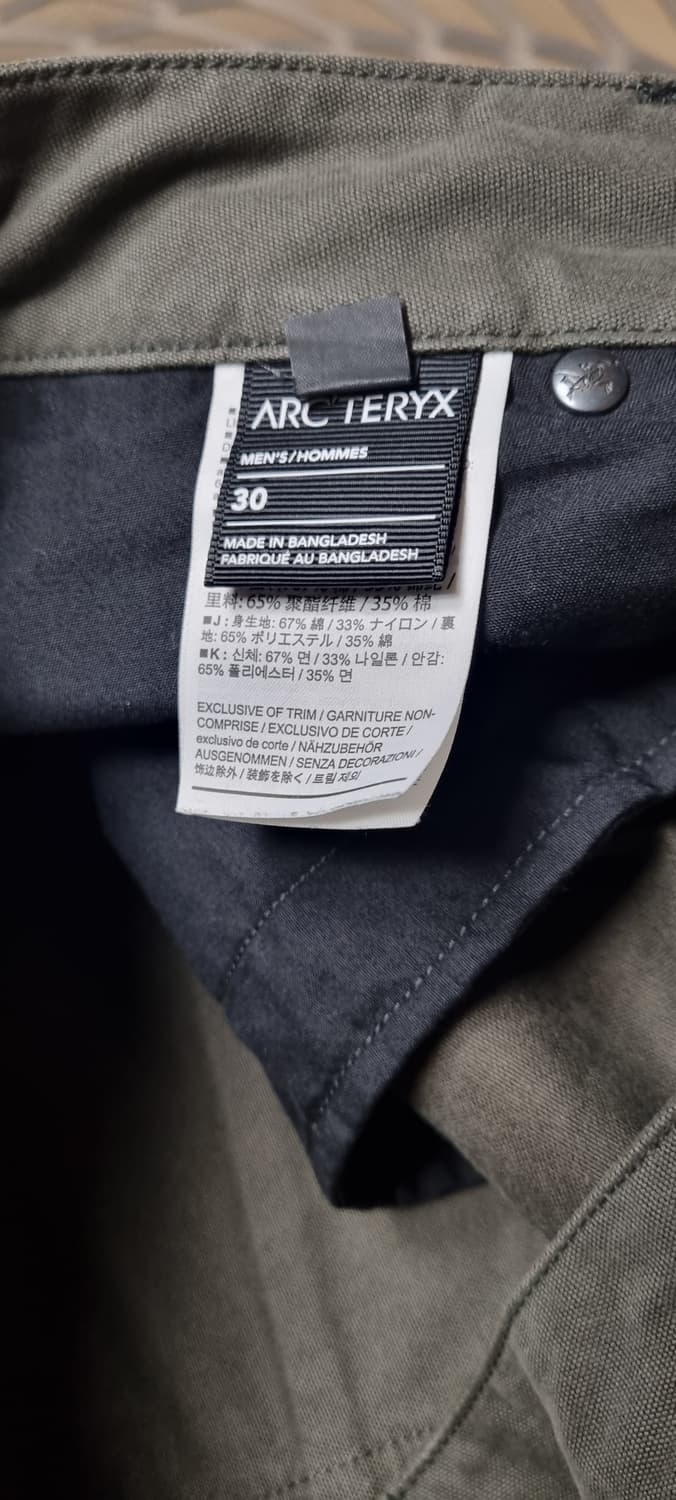 ARC'TERYX
MEN'S/HOMMES
30
MADE IN BANGLADESH
FABRIQUÉ AU BANGLADESH
里料: 65% 聚酯纤维 / 35% 棉
■J : 身生地: 67% 綿 / 33% ナイロン / 裏
地: 65% ポリエステル / 35% 綿
■K : 신체: 67% 면 / 33% 나일론 / 안감:
65% 폴리에스터 / 35% 면
EXCLUSIVE OF TRIM / GARNITURE NON-
COMPRISE / EXCLUSIVO DE CORTE /
exclusivo de corte / NÄHZUBEHÖR
AUSGENOMMEN / SENZA DECORAZIONI /
饰边除外 / 装飾を除く / 트림 제외